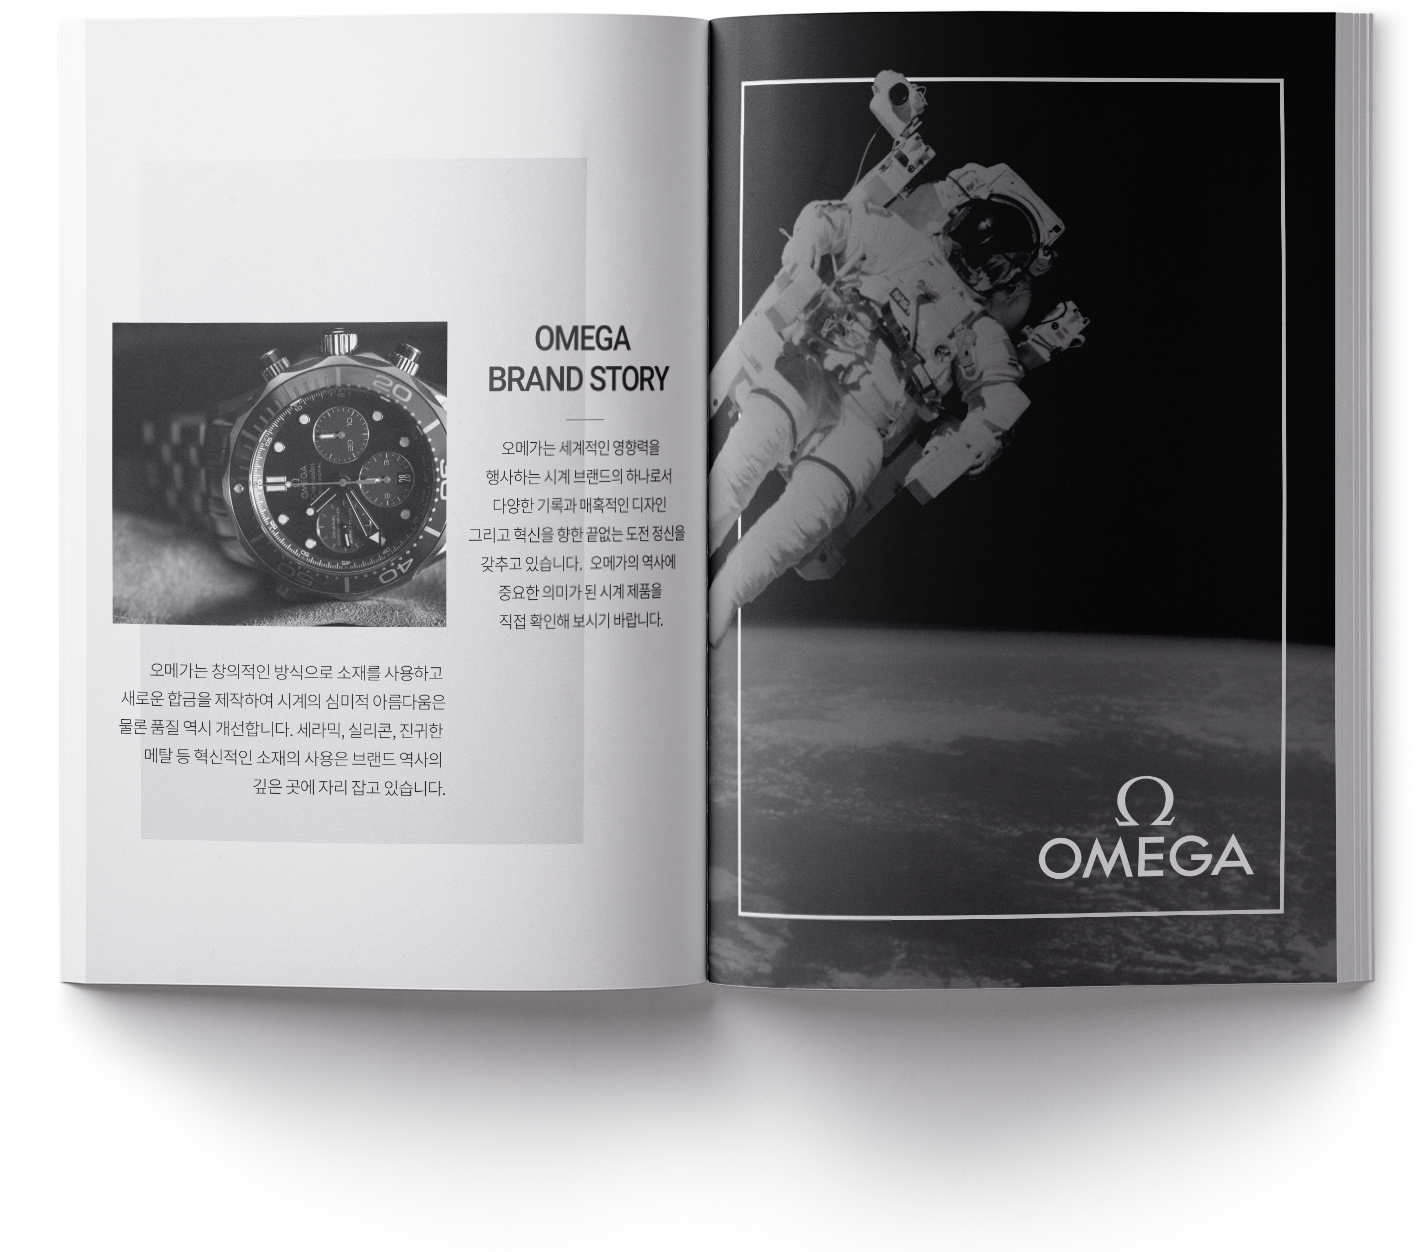 OMEGA
BRAND STORY
오메가는 세계적인 영향력을
행사하는 시계 브랜드의 하나로서
다양한 기록과 매혹적인 디자인
그리고 혁신을 향한 끝없는 도전 정신을
갖추고 있습니다. 오메가의 역사에
중요한 의미가 된 시계 제품을
직접 확인해 보시기 바랍니다.
20
40
오메가는 창의적인 방식으로 소재를 사용하고
새로운 합금을 제작하여 시계의 심미적 아름다움은
물론 품질 역시 개선합니다. 세라믹, 실리콘, 진귀한
메탈 등 혁신적인 소재의 사용은 브랜드 역사의
깊은 곳에 자리 잡고 있습니다.
Ω
OMEGA